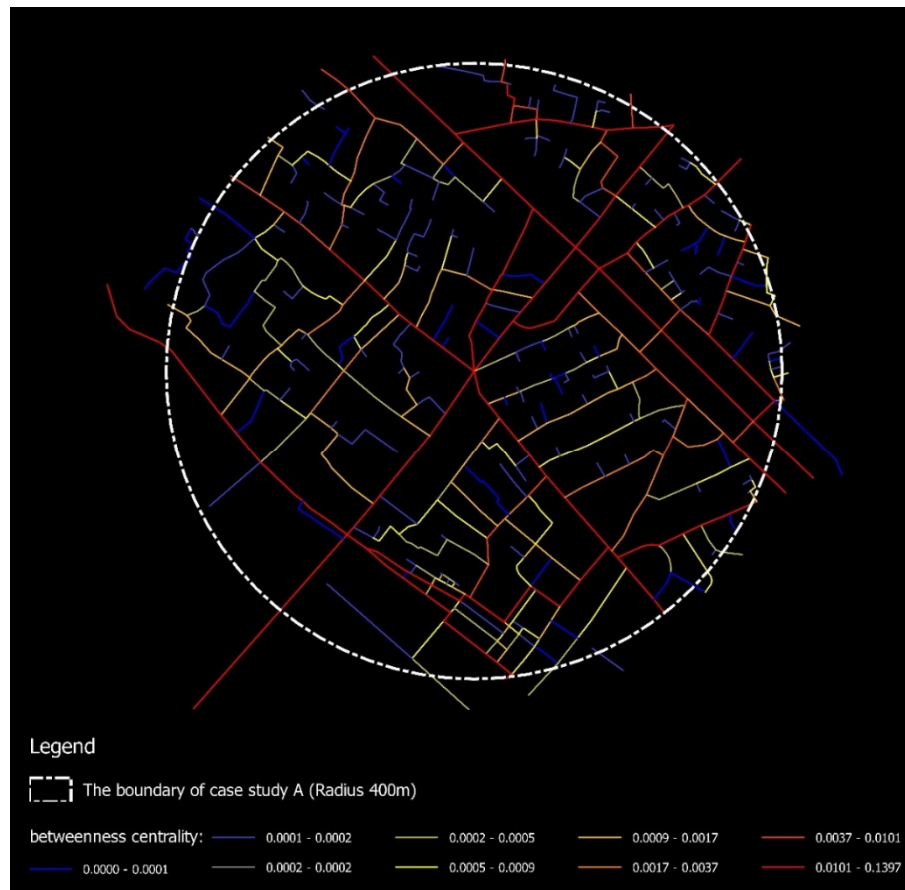 Legend
The boundary of case study A (Radius 400m)
betweenness centrality:
0.0001 - 0.0002
0.0002 - 0.0005
0.0009 - 0.0017
0.0037 - 0.0101
0.0000 - 0.0001
0.0002 - 0.0002
0.0005 - 0.0009
0.0017 - 0.0037
0.0101 - 0.1397